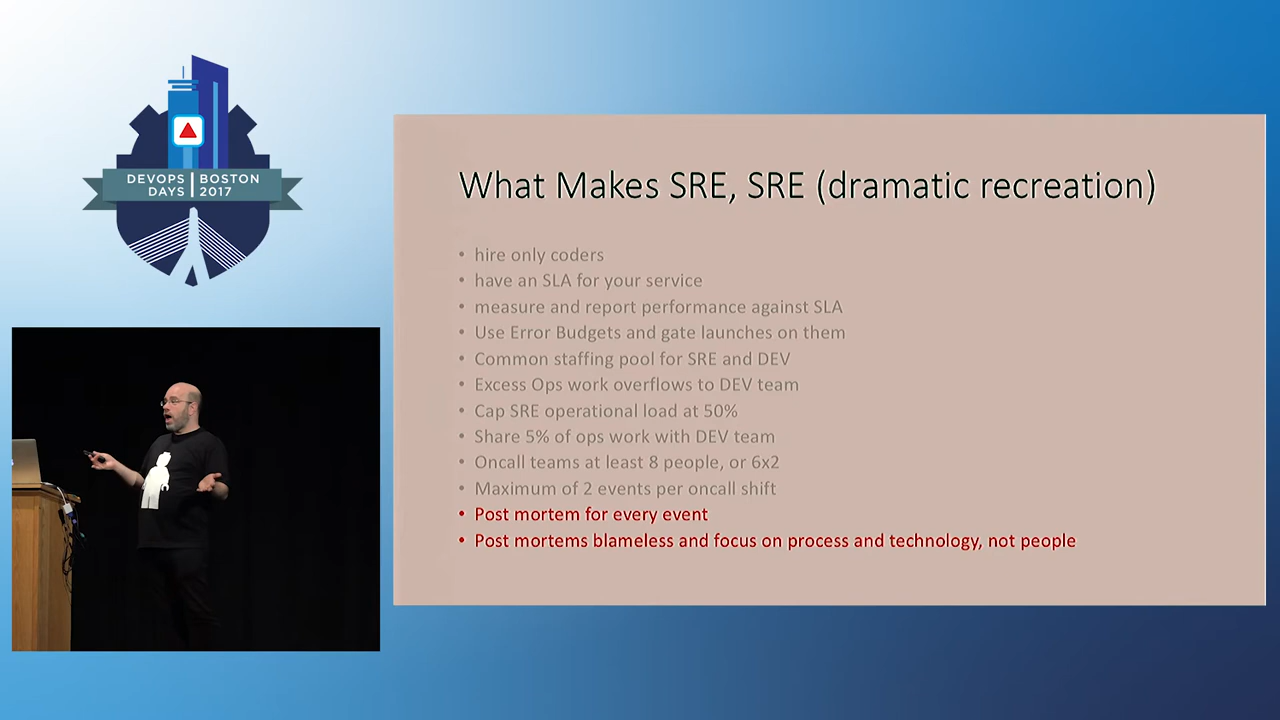 DEVOPS BOSTON
DAYS 2017
What Makes SRE, SRE (dramatic recreation)
• hire only coders
• have an SLA for your service
• measure and report performance against SLA
• Use Error Budgets and gate launches on them
• Common staffing pool for SRE and DEV
• Excess Ops work overflows to DEV team
• Cap SRE operational load at 50%
• Share 5% of ops work with DEV team
• Oncall teams at least 8 people, or 6x2
• Maximum of 2 events per oncall shift
• Post mortem for every event
• Post mortems blameless and focus on process and technology, not people